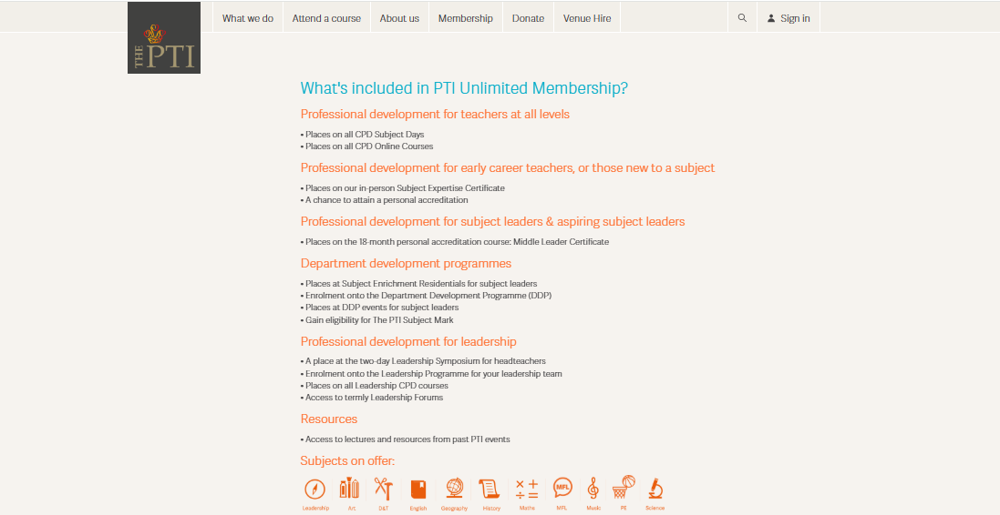 THE PTI
What we do
Attend a course
About us
Membership
Donate
Venue Hire
Sign in
What's included in PTI Unlimited Membership?
Professional development for teachers at all levels
• Places on all CPD Subject Days
• Places on all CPD Online Courses
Professional development for early career teachers, or those new to a subject
• Places on our in-person Subject Expertise Certificate
• A chance to attain a personal accreditation
Professional development for subject leaders & aspiring subject leaders
• Places on the 18-month personal accreditation course: Middle Leader Certificate
Department development programmes
• Places at Subject Enrichment Residentials for subject leaders
• Enrolment onto the Department Development Programme (DDP)
• Places at DDP events for subject leaders
• Gain eligibility for The PTI Subject Mark
Professional development for leadership
• A place at the two-day Leadership Symposium for headteachers
• Enrolment onto the Leadership Programme for your leadership team
• Places on all Leadership CPD courses
• Access to termly Leadership Forums
Resources
• Access to lectures and resources from past PTI events
Subjects on offer:
MFL
Leadership
Art
D&T
English
Geography
History
Maths
MFL
Music
PE
Science